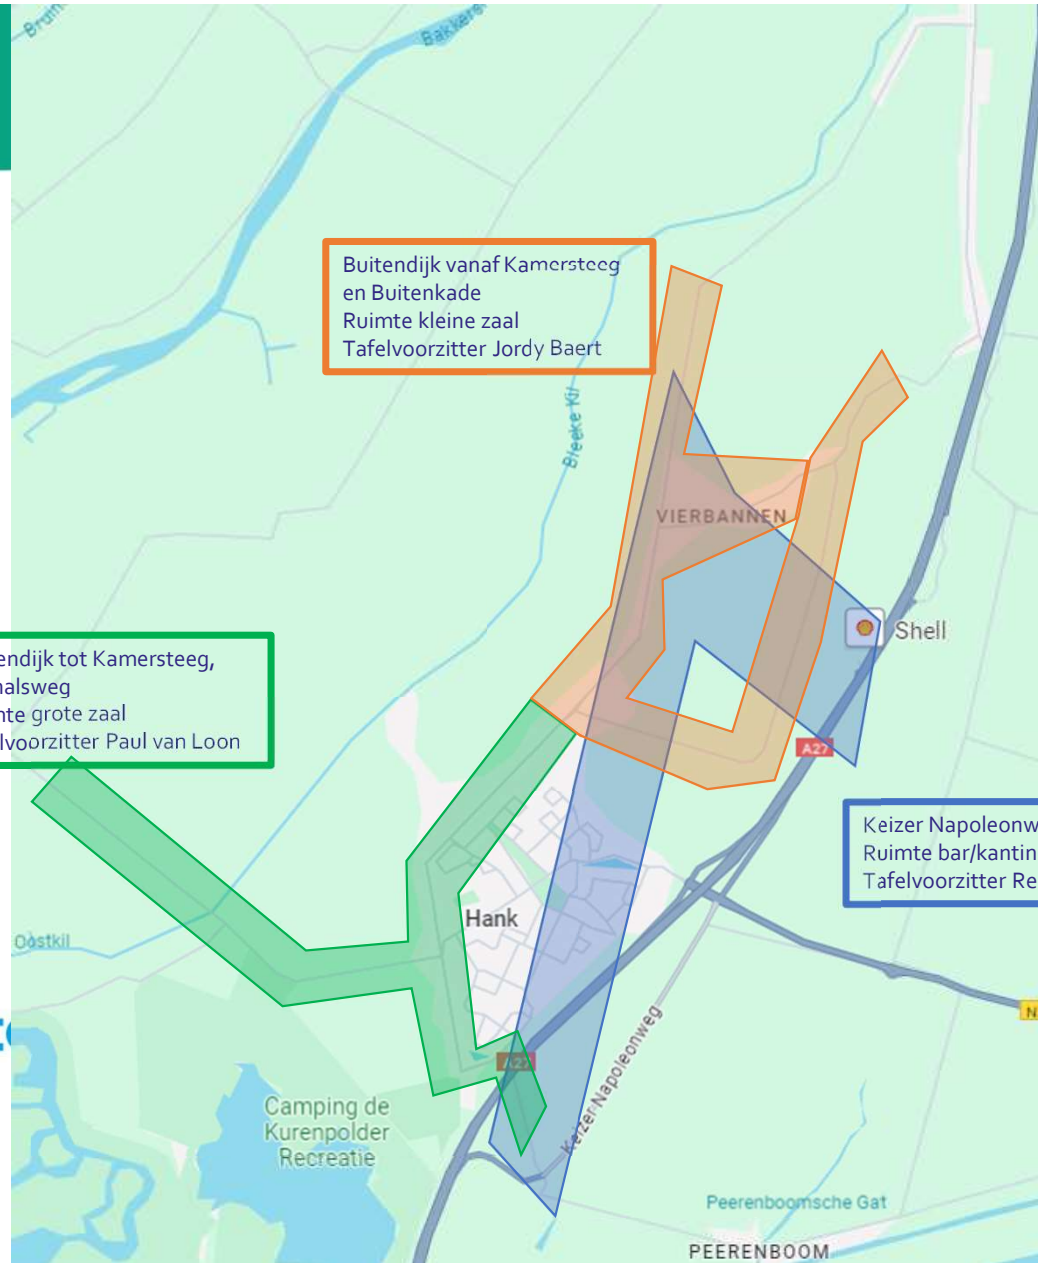 Bakkers
Buitendijk vanaf Kamersteeg
en Buitenkade
Ruimte kleine zaal
Tafelvoorzitter Jordy Baert
Bleeke Kil
VIERBANNEN
Shell
endijk tot Kamersteeg,
nalsweg
nte grote zaal
lvoorzitter Paul van Loon
A27
Keizer Napoleonw
Ruimte bar/kantin
Tafelvoorzitter Re
Hank
Oostkil
N
A27
Keizer Napoleonweg
Camping de
Kurenpolder
Recreatie
Peerenboomsche Gat
PEERENBOOM